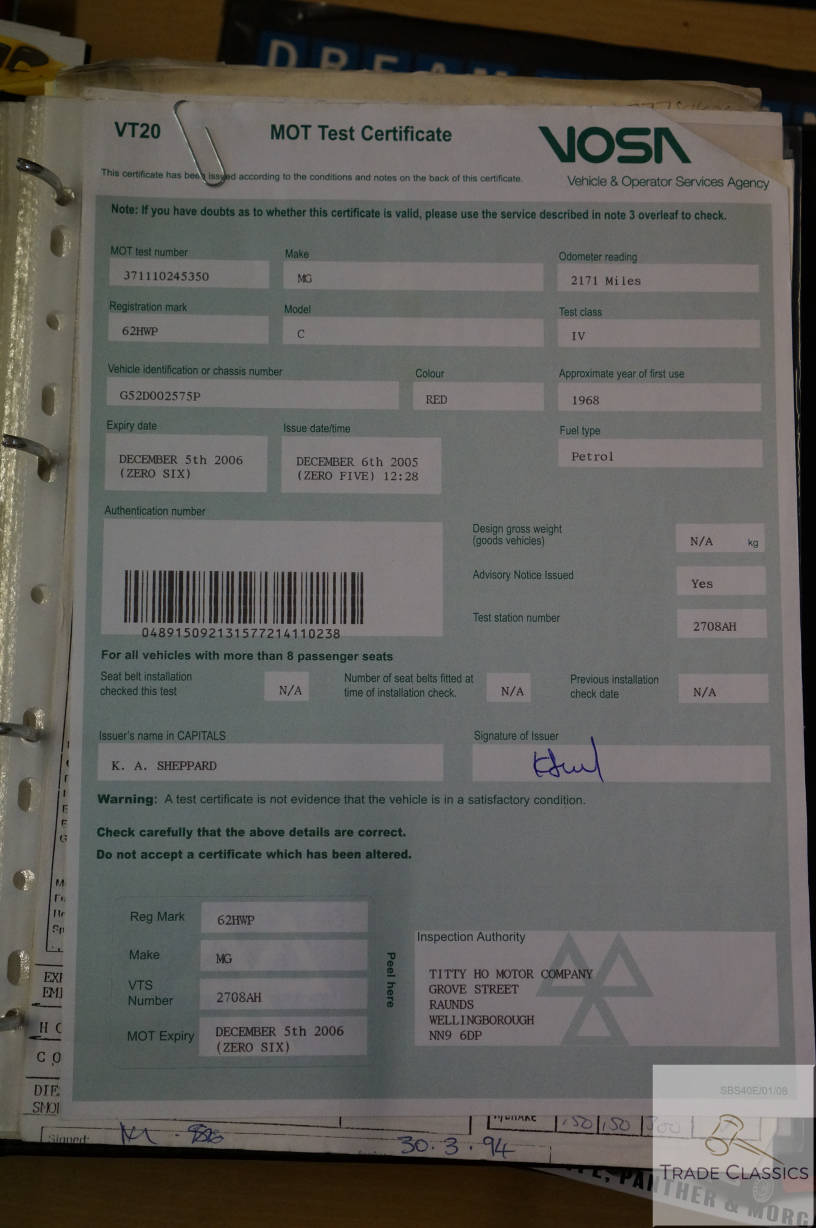 DREAM
VT20
MOT Test Certificate
VOSA
This certificate has been issued according to the conditions and notes on the back of this certificate.
Vehicle & Operator Services Agency
Note: If you have doubts as to whether this certificate is valid, please use the service described in note 3 overleaf to check.
MOT test number
Make
Odometer reading
371110245350
MG
2171 Miles
Registration mark
Model
Test class
62HWP
C
IV
Vehicle identification or chassis number
Colour
Approximate year of first use
G52D002575P
RED
1968
Expiry date
Issue date/time
Fuel type
DECEMBER 5th 2006
(ZERO SIX)
DECEMBER 6th 2005
(ZERO FIVE) 12:28
Petrol
Authentication number
Design gross weight
(goods vehicles)
N/A kg
Advisory Notice Issued
Yes
Test station number
2708AH
048915092131577214110238
For all vehicles with more than 8 passenger seats
Seat belt installation
checked this test
N/A
Number of seat belts fitted at
time of installation check.
N/A
Previous installation
check date
N/A
Issuer's name in CAPITALS
Signature of Issuer
K. A. SHEPPARD
Warning: A test certificate is not evidence that the vehicle is in a satisfactory condition.
Check carefully that the above details are correct.
Do not accept a certificate which has been altered.
Reg Mark
62HWP
Make
MG
VTS
Number
2708AH
MOT Expiry
DECEMBER 5th 2006
(ZERO SIX)
Peel here
Inspection Authority
TITTY HO MOTOR COMPANY
GROVE STREET
RAUNDS
WELLINGBOROUGH
NN9 6DP
SBS40E/01/08
Signed:
30.3.94
150 150 300
TRADE CLASSICS
PANTHER & MORG